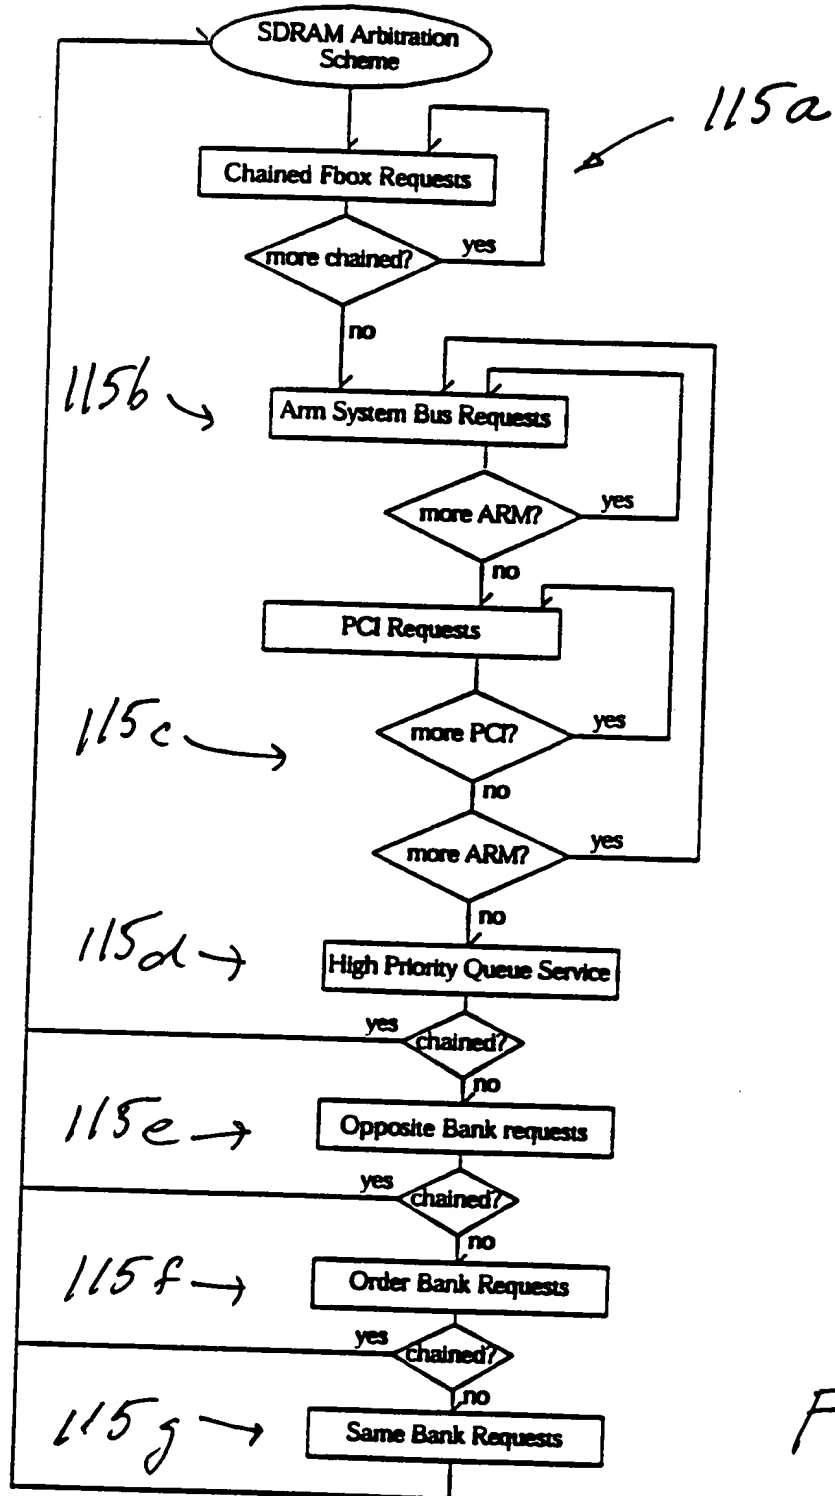 SDRAM Arbitration
Scheme
115a
Chained Fbox Requests
more chained?
yes
no
115b
Arm System Bus Requests
more ARM?
yes
no
PCI Requests
115c
more PCI?
yes
no
more ARM?
yes
no
115d
High Priority Queue Service
yes
chained?
no
115e
Opposite Bank requests
yes
chained?
no
115f
Order Bank Requests
yes
chained?
no
115g
Same Bank Requests
F